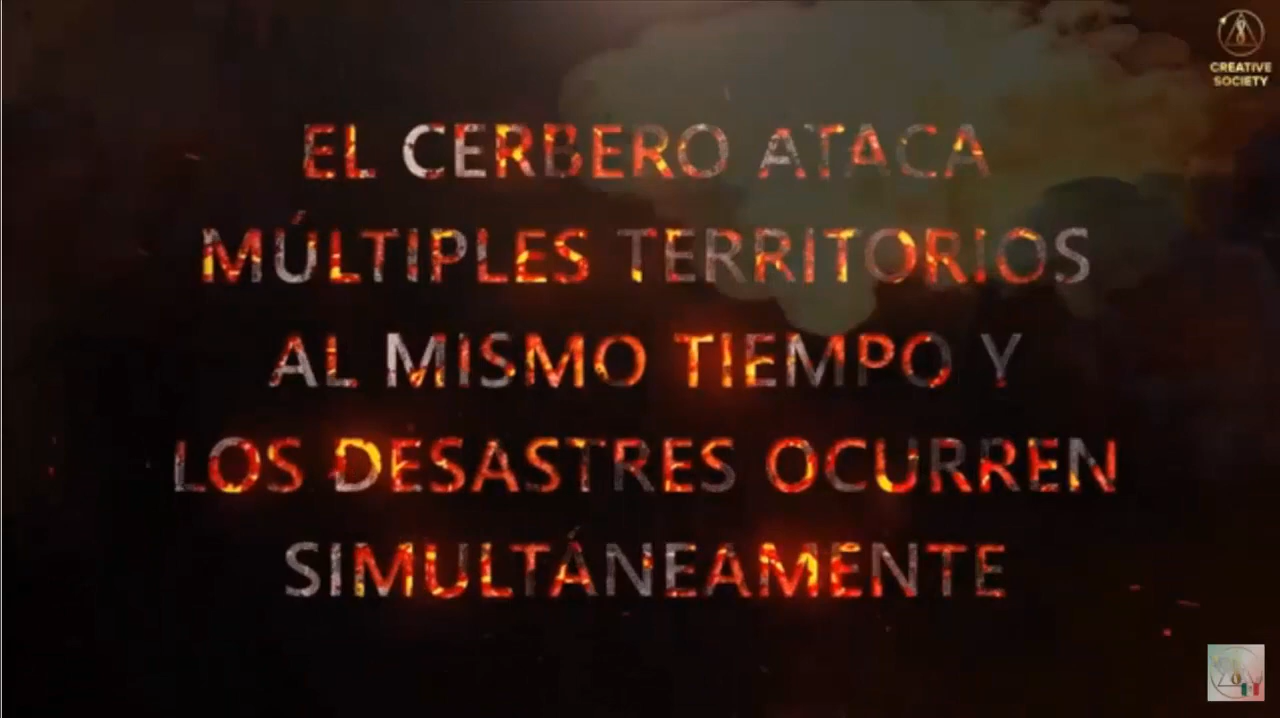 CREATIVE
SOCIETY
EL CERBERO ATACA
MÚLTIPLES TERRITORIOS
AL MISMO TIEMPO Y
LOS DESASTRES OCURREN
SIMULTÁNEAMENTE